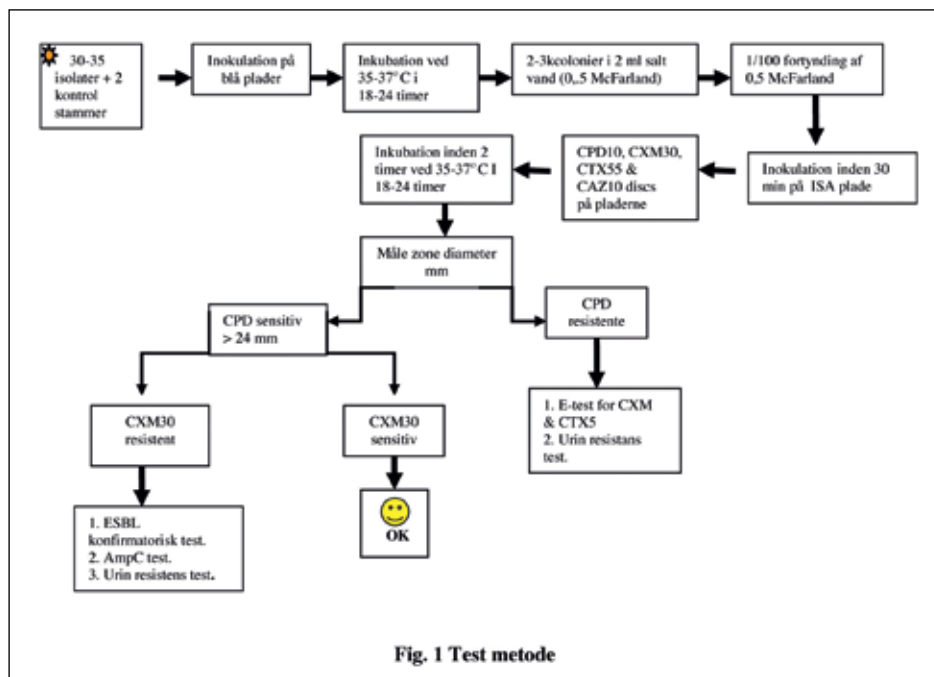 30-35
isolater + 2
kontrol
stammer
Inokulation på
blå plader
Inkubation ved
35-37°C i
18-24 timer
2-3kcolonier i 2 ml salt
vand (0,.5 McFarland)
1/100 fortynding af
0,5 McFarland
Inokulation inden 30
min på ISA plade
CPD10, CXM30,
CTX55 &
CAZ10 discs
på pladerne
Inkubation inden 2
timer ved 35-37°C I
18-24 timer
Måle zone diameter
mm
CPD sensitiv
> 24 mm
CPD
resistente
CXM30
resistent
CXM30
sensitiv
1. E-test for CXM
& CTX5
2. Urin resistans
test.
1. ESBL
konfirmatorisk test.
2. AmpC test.
3. Urin resistens test.
OK
Fig. 1 Test metode